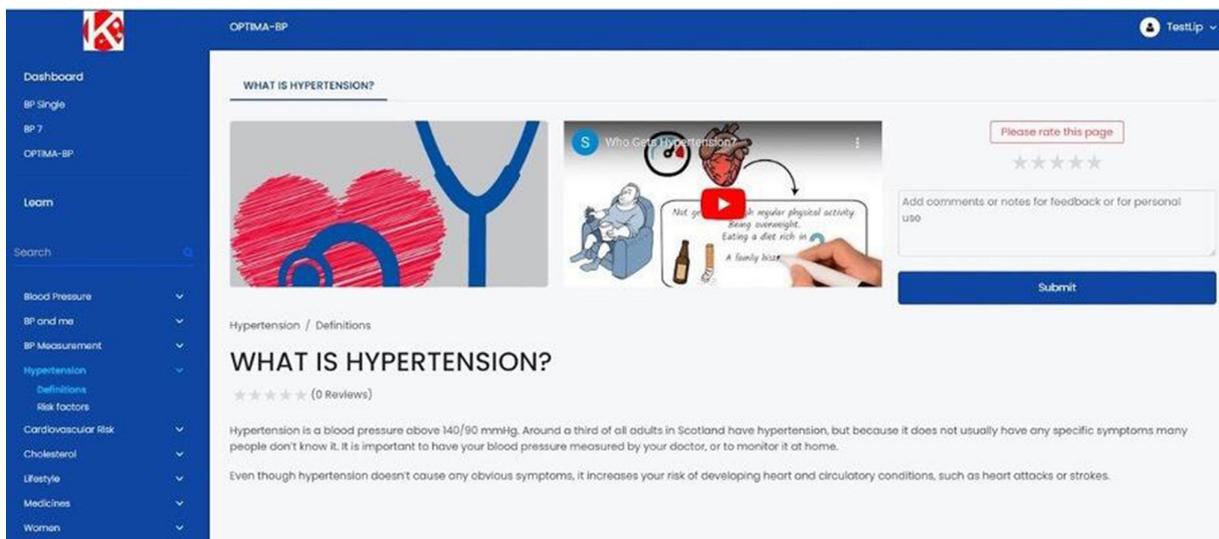 OPTIMA-BP
TestLip
Dashboard
BP Single
BP 7
OPTIMA-BP
Learn
Search
Blood Pressure
BP and me
BP Measurement
Hypertension
Definitions
Risk factors
Cardiovascular Risk
Cholesterol
Lifestyle
Medicines
Women
WHAT IS HYPERTENSION?
S
Who Gets Hypertension?
Not regular physical activity.
Being overweight.
Eating a diet rich in
A family
Please rate this page
Add comments or notes for feedback or for personal
use
Submit
Hypertension / Definitions
WHAT IS HYPERTENSION?
(0 Reviews)
Hypertension is a blood pressure above 140/90 mmHg. Around a third of all adults in Scotland have hypertension, but because it does not usually have any specific symptoms many
people don't know it. It is important to have your blood pressure measured by your doctor, or to monitor it at home.
Even though hypertension doesn't cause any obvious symptoms, it increases your risk of developing heart and circulatory conditions, such as heart attacks or strokes.